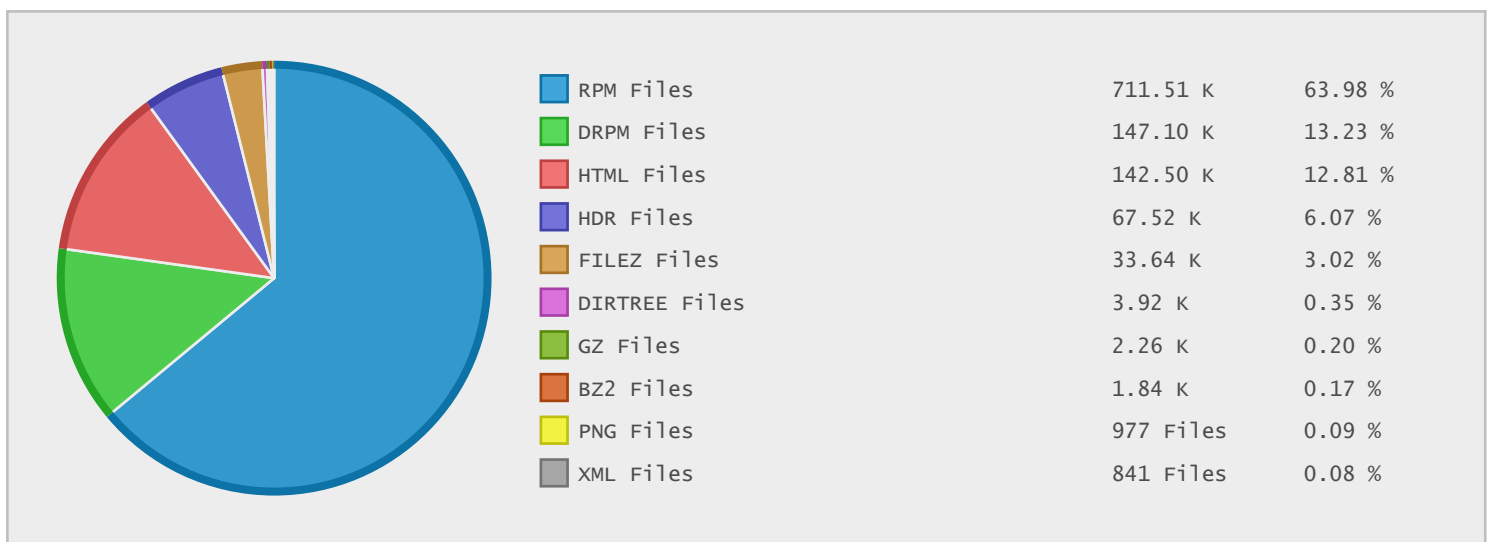 RPM Files 711.51 K 63.98 %
DRPM Files 147.10 K 13.23 %
HTML Files 142.50 K 12.81 %
HDR Files 67.52 K 6.07 %
FILEZ Files 33.64 K 3.02 %
DIRTREE Files 3.92 K 0.35 %
GZ Files 2.26 K 0.20 %
BZ2 Files 1.84 K 0.17 %
PNG Files 977 Files 0.09 %
XML Files 841 Files 0.08 %